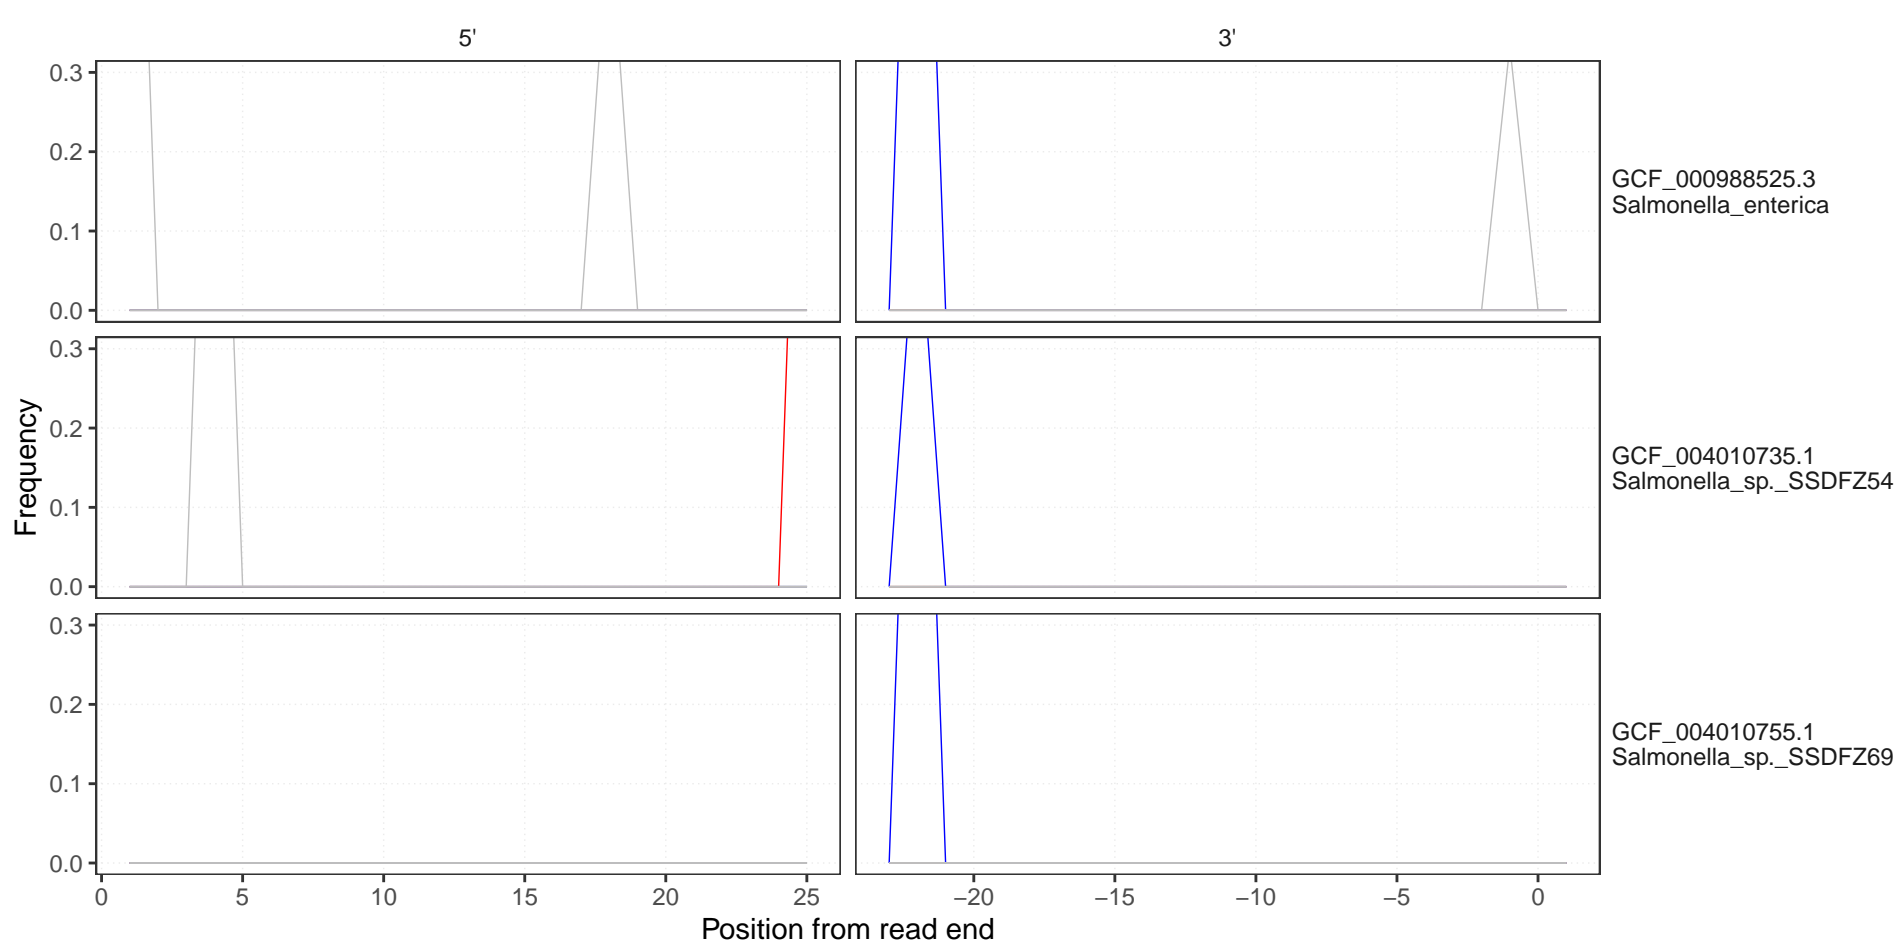 5'
3'
0.3
0.2
0.1
0.0
GCF_000988525.3
Salmonella_enterica
0.3
0.2
0.1
0.0
GCF_004010735.1
Salmonella_sp._SSDFZ54
Frequency
0.3
0.2
0.1
0.0
GCF_004010755.1
Salmonella_sp._SSDFZ69
0 5 10 15 20 25
−20 −15 −10 −5 0
Position from read end